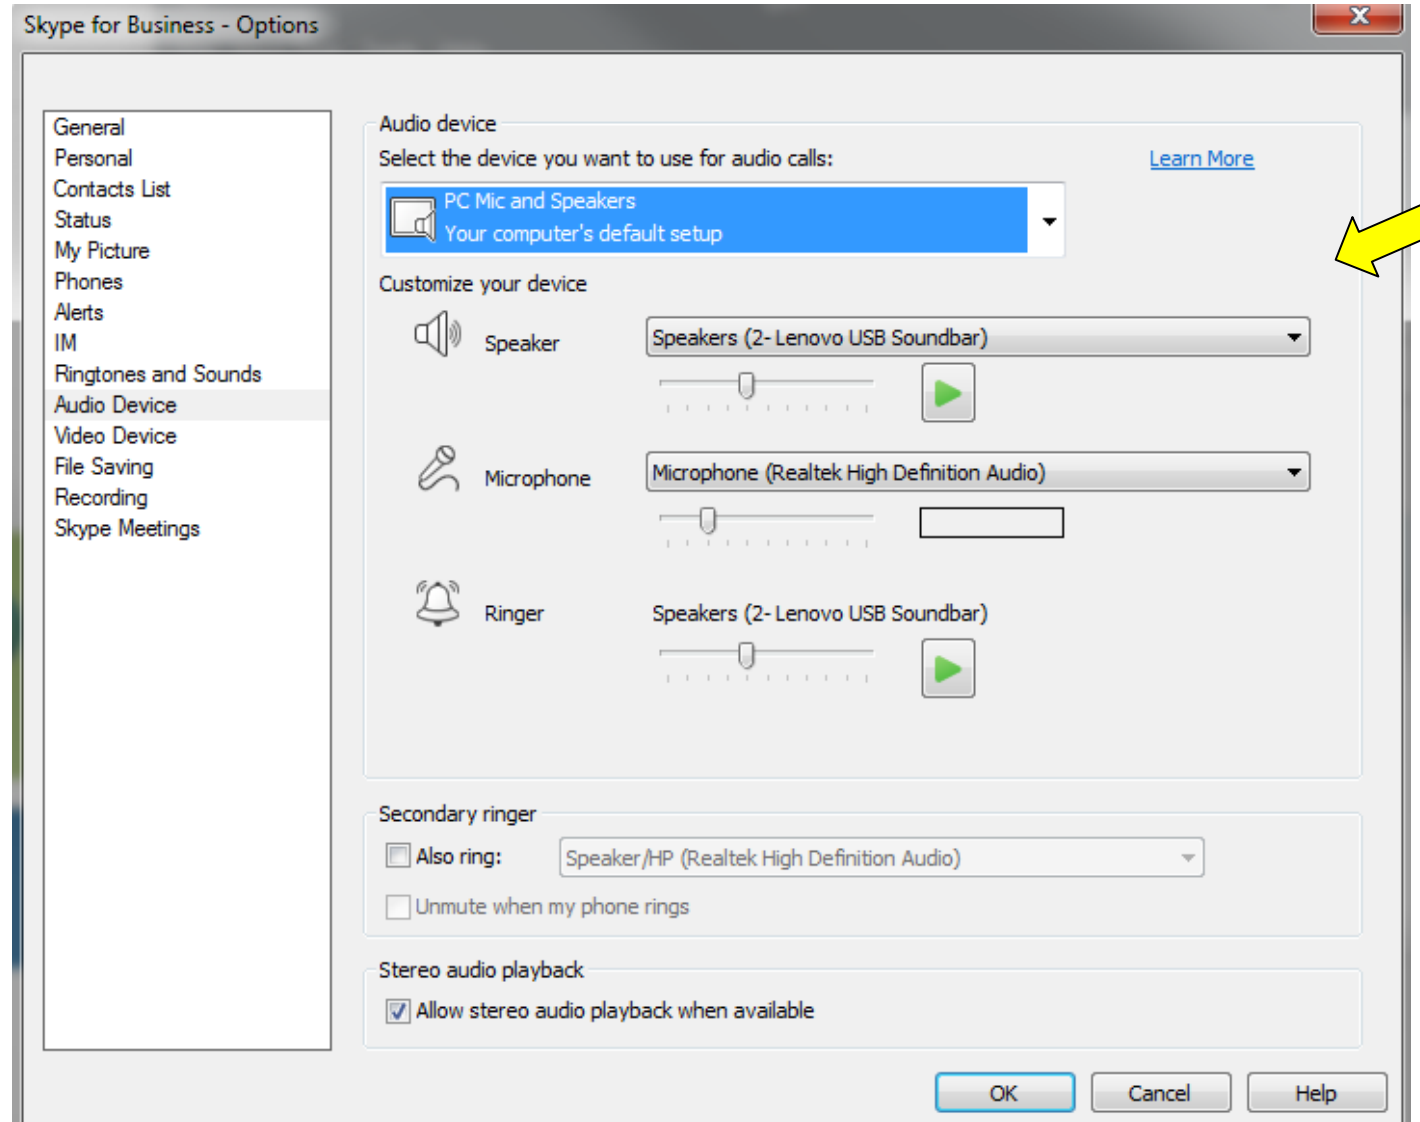 Skype for Business - Options
General
Personal
Contacts List
Status
My Picture
Phones
Alerts
IM
Ringtones and Sounds
Audio Device
Video Device
File Saving
Recording
Skype Meetings
Audio device
Select the device you want to use for audio calls:
Learn More
PC Mic and Speakers
Your computer's default setup
Customize your device
Speaker
Speakers (2- Lenovo USB Soundbar)
Microphone
Microphone (Realtek High Definition Audio)
Ringer
Speakers (2- Lenovo USB Soundbar)
Secondary ringer
Also ring:
Speaker/HP (Realtek High Definition Audio)
Unmute when my phone rings
Stereo audio playback
Allow stereo audio playback when available
OK
Cancel
Help